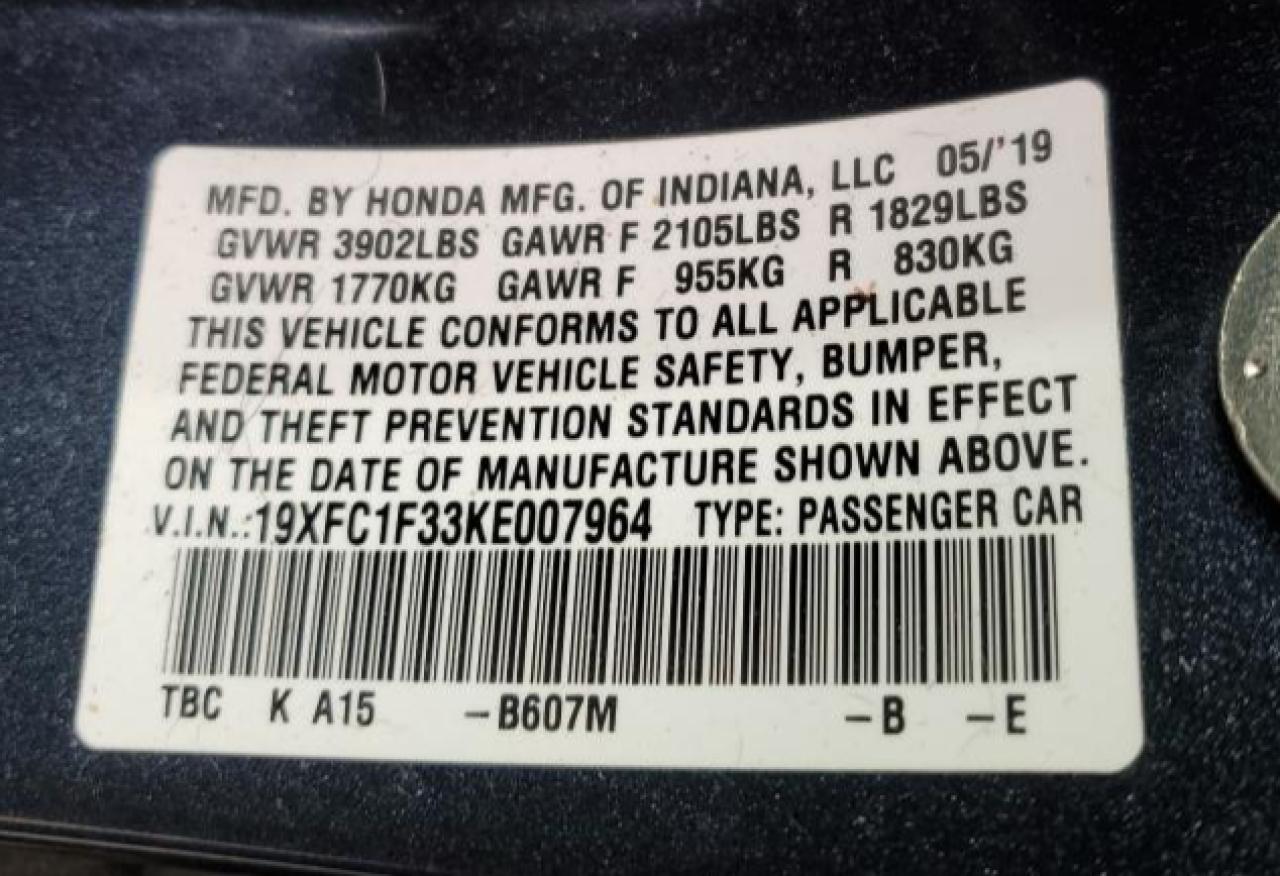 MFD. BY HONDA MFG. OF INDIANA, LLC 05/'19
GVWR 3902LBS GAWR F 2105LBS R 1829LBS
GVWR 1770KG GAWR F 955KG R 830KG
THIS VEHICLE CONFORMS TO ALL APPLICABLE
FEDERAL MOTOR VEHICLE SAFETY, BUMPER,
AND THEFT PREVENTION STANDARDS IN EFFECT
ON THE DATE OF MANUFACTURE SHOWN ABOVE.
V.I.N.:19XFC1F33KE007964 TYPE: PASSENGER CAR
TBC K A15 -B607M -B -E